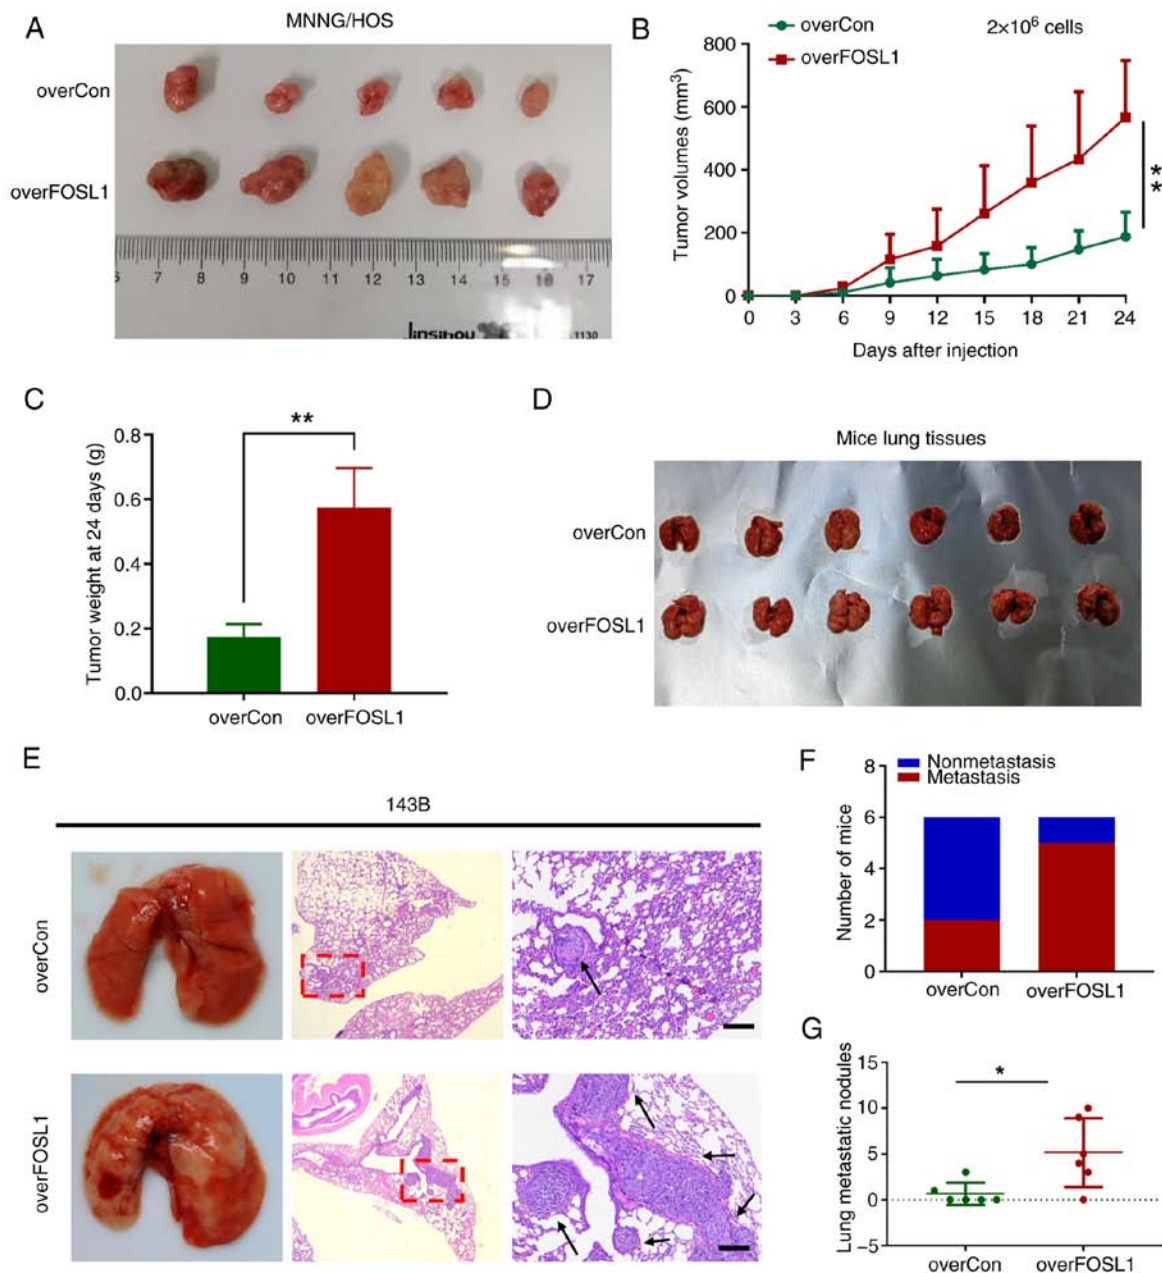 A
MNNG/HOS
overCon
overFOSL1
7 8 9 10 11 12 13 14 15 16 17
Jinsihou
1130
B
2×10⁶ cells
overCon
overFOSL1
Tumor volumes (mm³)
800
600
400
200
0
0 3 6 9 12 15 18 21 24
Days after injection
**
C
Tumor weight at 24 days (g)
0.8
0.6
0.4
0.2
0.0
**
overCon overFOSL1
D
Mice lung tissues
overCon
overFOSL1
E
143B
overCon
overFOSL1
F
Nonmetastasis
Metastasis
Number of mice
8
6
4
2
0
overCon overFOSL1
G
Lung metastatic nodules
15
10
5
0
−5
*
overCon overFOSL1